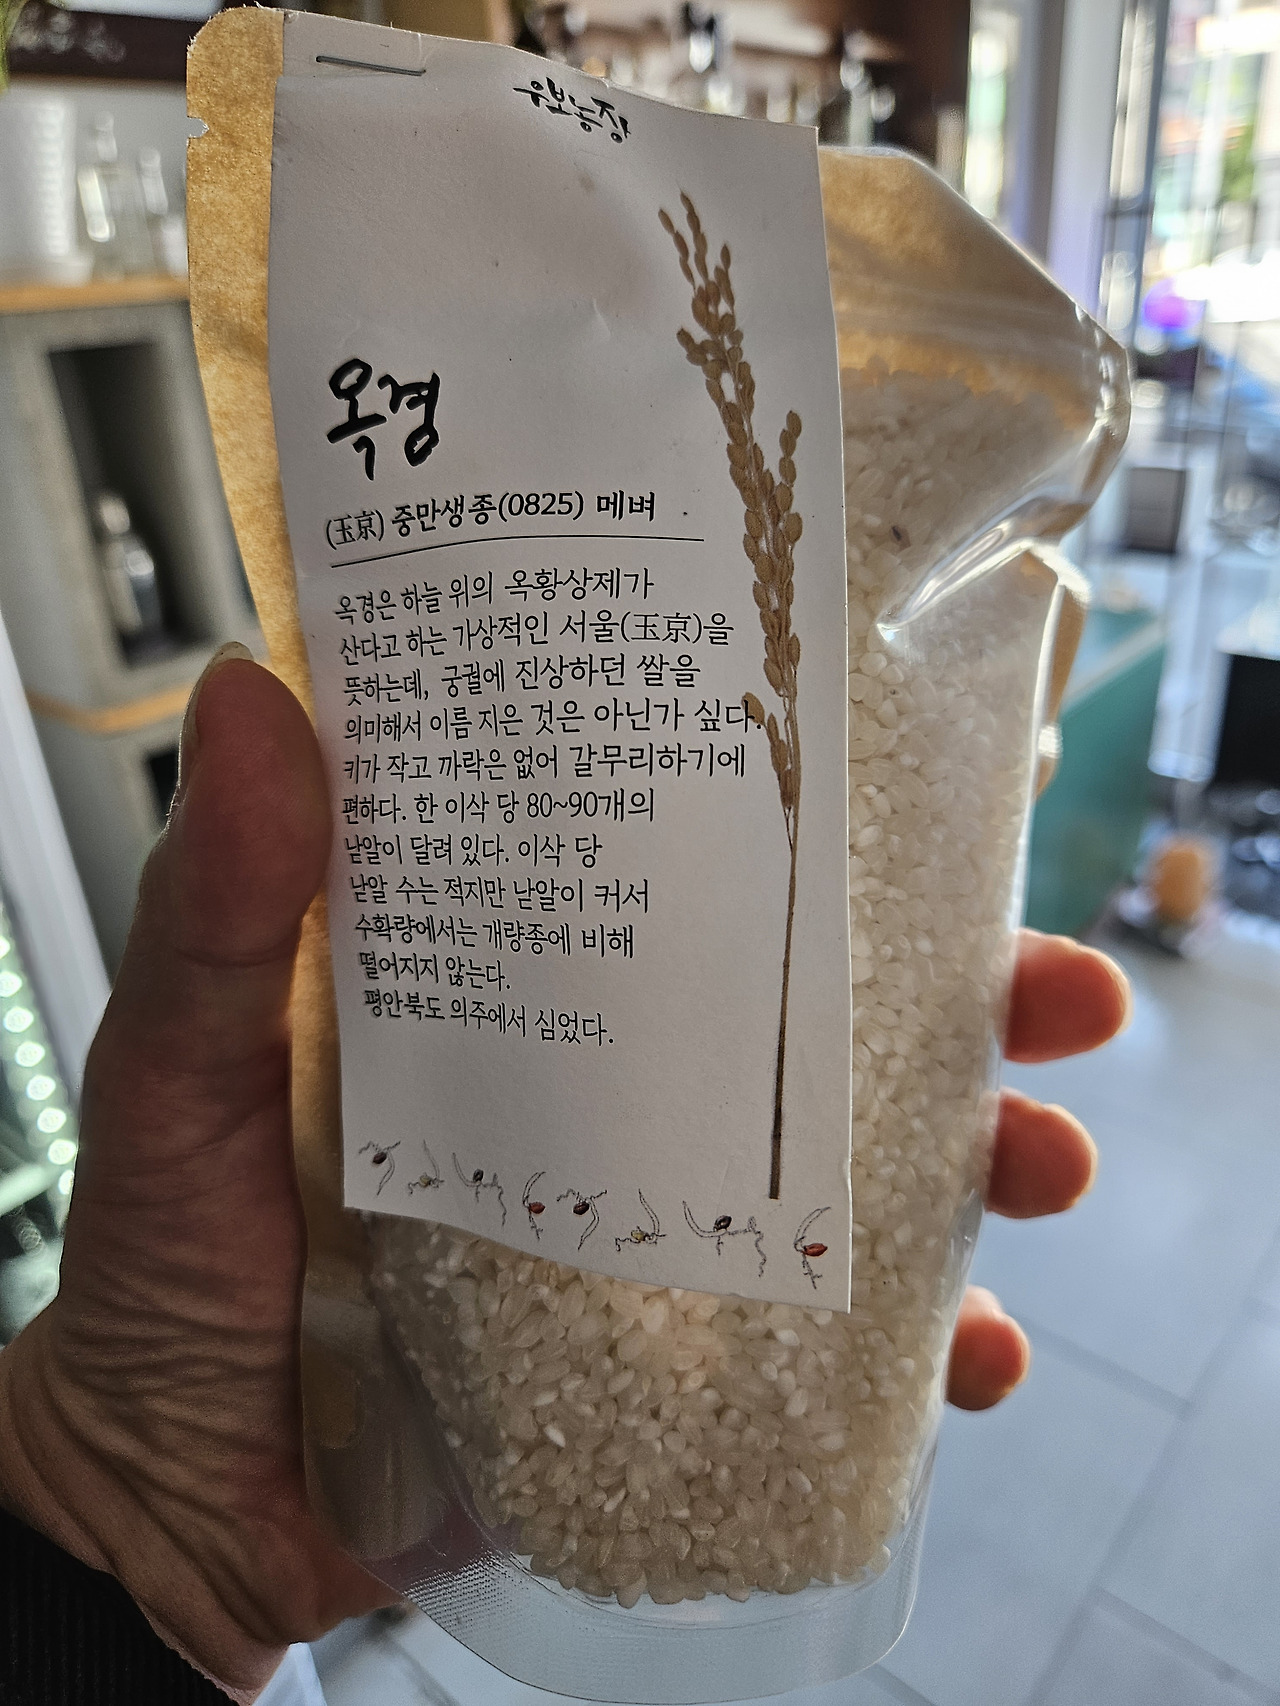 우보농장
옥경
(玉京) 중만생종(0825) 메벼
옥경은 하늘 위의 옥황상제가
산다고 하는 가상적인 서울(玉京)을
뜻하는데, 궁궐에 진상하던 쌀을
의미해서 이름 지은 것은 아닌가 싶다.
키가 작고 까락은 없어 갈무리하기에
편하다. 한 이삭 당 80~90개의
낟알이 달려 있다. 이삭 당
낟알 수는 적지만 낟알이 커서
수확량에서는 개량종에 비해
떨어지지 않는다.
평안북도 의주에서 심었다.